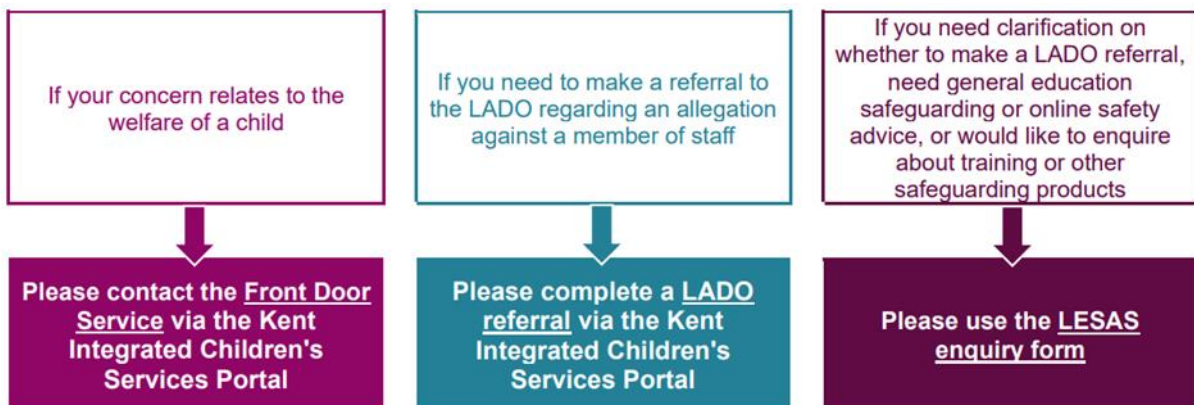 If your concern relates to the
welfare of a child
Please contact the Front Door
Service via the Kent
Integrated Children's
Services Portal
If you need to make a referral to
the LADO regarding an allegation
against a member of staff
Please complete a LADO
referral via the Kent
Integrated Children's
Services Portal
If you need clarification on
whether to make a LADO referral,
need general education
safeguarding or online safety
advice, or would like to enquire
about training or other
safeguarding products
Please use the LESAS
enquiry form